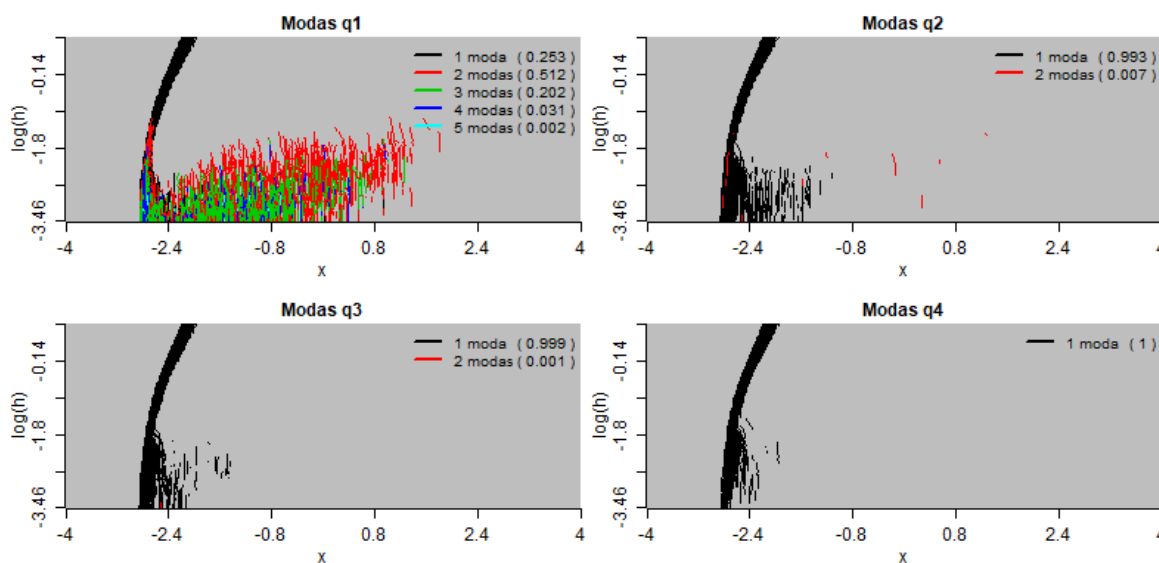 Modas q1
1 moda ( 0.253 )
2 modas ( 0.512 )
3 modas ( 0.202 )
4 modas ( 0.031 )
5 modas ( 0.002 )
log(h)
-0.14
-1.8
-3.46
-4 -2.4 -0.8 0.8 2.4 4
x
Modas q2
1 moda ( 0.993 )
2 modas ( 0.007 )
log(h)
-0.14
-1.8
-3.46
-4 -2.4 -0.8 0.8 2.4 4
x
Modas q3
1 moda ( 0.999 )
2 modas ( 0.001 )
log(h)
-0.14
-1.8
-3.46
-4 -2.4 -0.8 0.8 2.4 4
x
Modas q4
1 moda ( 1 )
log(h)
-0.14
-1.8
-3.46
-4 -2.4 -0.8 0.8 2.4 4
x